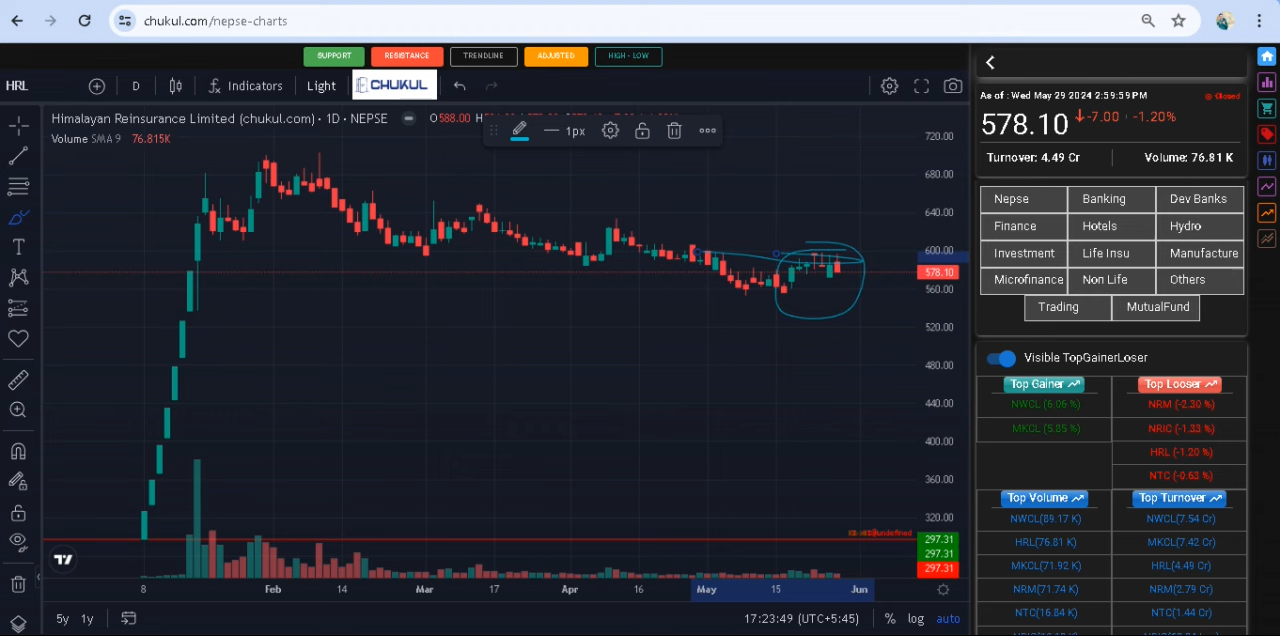 chukul.com/nepse-charts
SUPPORT RESISTANCE TRENDLINE ADJUSTED HIGH - LOW
HRL D Indicators Light CHUKUL
Himalayan Reinsurance Limited (chukul.com) · 1D · NEPSE O588.00
1px
Volume SMA 9 76.815K
720.00
680.00
640.00
600.00
578.10
560.00
520.00
480.00
440.00
400.00
360.00
320.00
297.31
297.31
297.31
8 Feb 14 Mar 17 Apr 16 May 15 Jun
5y 1y 17:23:49 (UTC+5:45) % log auto
As of : Wed May 29 2024 2:59:59 PM Closed
578.10 -7.00 -1.20%
Turnover: 4.49 Cr Volume: 76.81 K
Nepse Banking Dev Banks
Finance Hotels Hydro
Investment Life Insu Manufacture
Microfinance Non Life Others
Trading MutualFund
Visible TopGainerLoser
Top Gainer Top Looser
NWCL (6.06 %) NRM (-2.30 %)
MKCL (5.85 %) NRIC (-1.33 %)
HRL (-1.20 %)
NTC (-0.63 %)
Top Volume Top Turnover
NWCL(89.17 K) NWCL(7.54 Cr)
HRL(76.81 K) MKCL(7.42 Cr)
MKCL(71.92 K) HRL(4.49 Cr)
NRM(71.74 K) NRM(2.79 Cr)
NTC(16.84 K) NTC(1.44 Cr)